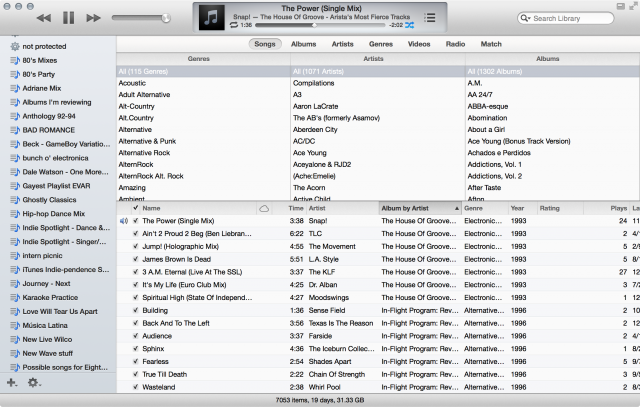 The Power (Single Mix)
Snap! — The House Of Groove - Arista's Most Fierce Tracks
1:36
-2:02
Search Library
Songs Albums Artists Genres Videos Radio Match
not protected
80's Mixes
80's Party
Adriane Mix
Albums I'm reviewing
Anthology 92-94
BAD ROMANCE
Beck - GameBoy Variatio...
bunch o' electronica
Dale Watson - One More...
Gayest Playlist EVAR
Ghostly Classics
Hip-hop Dance Mix
Indie Spotlight - Dance &...
Indie Spotlight - Singer/...
intern picnic
iTunes Indie-pendence S...
Journey - Next
Karaoke Practice
Love Will Tear Us Apart
Música Latina
New Live Wilco
New Wave stuff
Possible songs for Eight...
Genres Artists Albums
All (115 Genres) All (1071 Artists) All (1302 Albums)
Acoustic Compilations A.M.
Adult Alternative A3 AA 24/7
Alt-Country Aaron LaCrate ABBA-esque
Alt.Country The AB's (formerly Asamov) Abomination
Alternative Aberdeen City About a Girl
Alternative & Punk AC/DC Ace Young (Bonus Track Version)
Alternative Ace Young Achados e Perdidos
AlternRock Aceyalone & RJD2 Addictions, Vol. 1
AlternRock Alt. Rock (Ache:Emelie) Addictions, Vol. 2
Amazing The Acorn After Taste
Ambient Active Child Afton
Name Time Artist Album by Artist Genre Year Rating Plays La
The Power (Single Mix) 3:38 Snap! The House Of Groove... Electronic... 1993 24 11
Ain't 2 Proud 2 Beg (Ben Liebran... 6:22 TLC The House Of Groove... Electronic... 1993 2 2/
Jump! (Holographic Mix) 4:55 The Movement The House Of Groove... Electronic... 1993 5 2/
James Brown Is Dead 5:51 L.A. Style The House Of Groove... Electronic... 1993 5 8/
3 A.M. Eternal (Live At The SSL) 3:37 The KLF The House Of Groove... Electronic... 1993 27 11
It's My Life (Euro Club Mix) 4:25 Dr. Alban The House Of Groove... Electronic... 1993 3 7/
Spiritual High (State Of Independ... 4:27 Moodswings The House Of Groove... Electronic... 1993 1 12
Building 1:36 Sense Field In-Flight Program: Rev... Alternative... 1996 2 10
Back And To The Left 3:56 Texas Is The Reason In-Flight Program: Rev... Alternative... 1996 2 12
Audience 3:37 Farside In-Flight Program: Rev... Alternative... 1996 4 2/
Sphinx 4:36 The Iceburn Collec... In-Flight Program: Rev... Alternative... 1996 1 8/
Fearless 2:54 Shades Apart In-Flight Program: Rev... Alternative... 1996 5 9/
True Till Death 2:22 Chain Of Strength In-Flight Program: Rev... Alternative... 1996 3 2/
Wasteland 2:38 Whirl Pool In-Flight Program: Rev... Alternative... 1996 2 8/
7053 items, 19 days, 31.33 GB